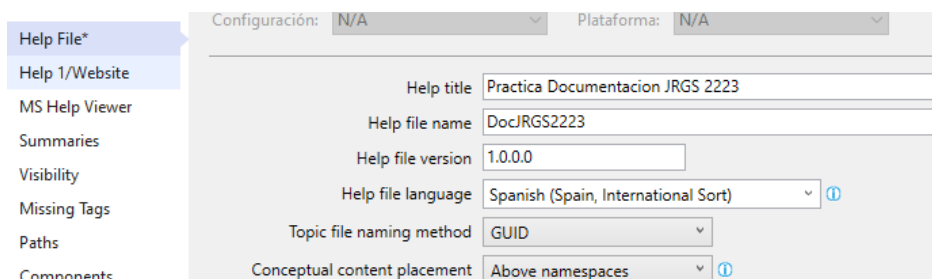 Configuración: N/A Plataforma: N/A
Help File*
Help 1/Website
MS Help Viewer
Summaries
Visibility
Missing Tags
Paths
Components
Help title Practica Documentacion JRGS 2223
Help file name DocJRGS2223
Help file version 1.0.0.0
Help file language Spanish (Spain, International Sort)
Topic file naming method GUID
Conceptual content placement Above namespaces